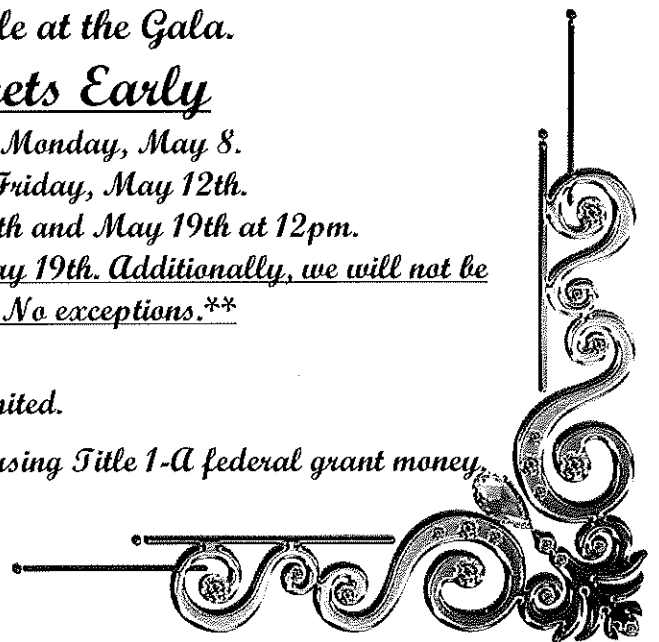 le at the Gala.
ets Early
Monday, May 8.
Friday, May 12th.
th and May 19th at 12pm.
ay 19th. Additionally, we will not be
No exceptions.**
ited.
using Title 1-A federal grant money.